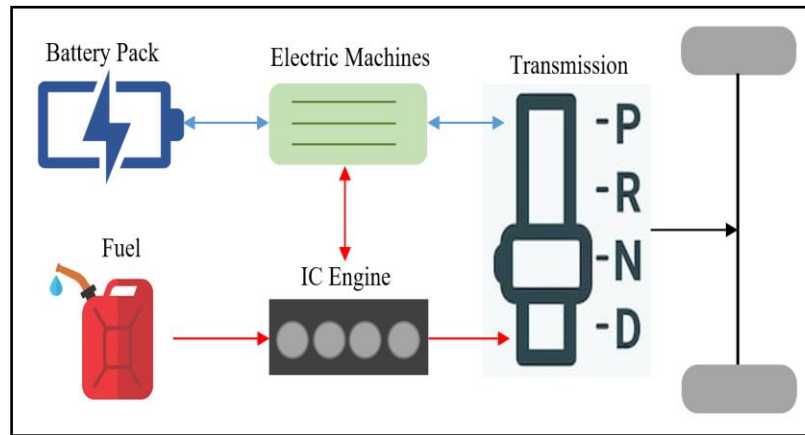 Battery Pack
Electric Machines
Transmission
-P
-R
-N
-D
Fuel
IC Engine